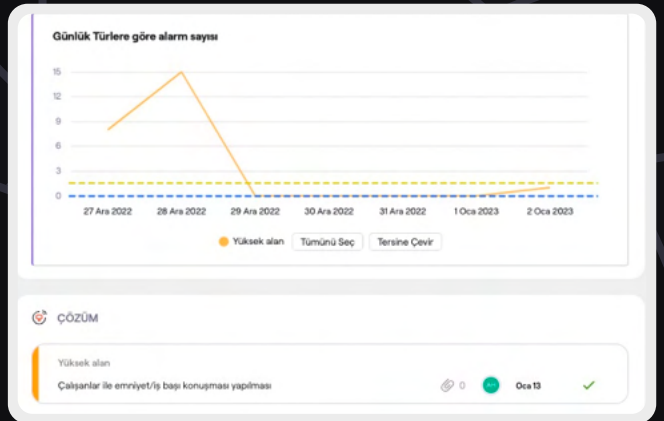 Günlük Türlere göre alarm sayısı
15
12
9
6
3
0
27 Ara 2022 28 Ara 2022 29 Ara 2022 30 Ara 2022 31 Ara 2022 1 Oca 2023 2 Oca 2023
Yüksek alan Tümünü Seç Tersine Çevir
ÇÖZÜM
Yüksek alan
Çalışanlar ile emniyet/iş başı konuşması yapılması 0 Oca 13